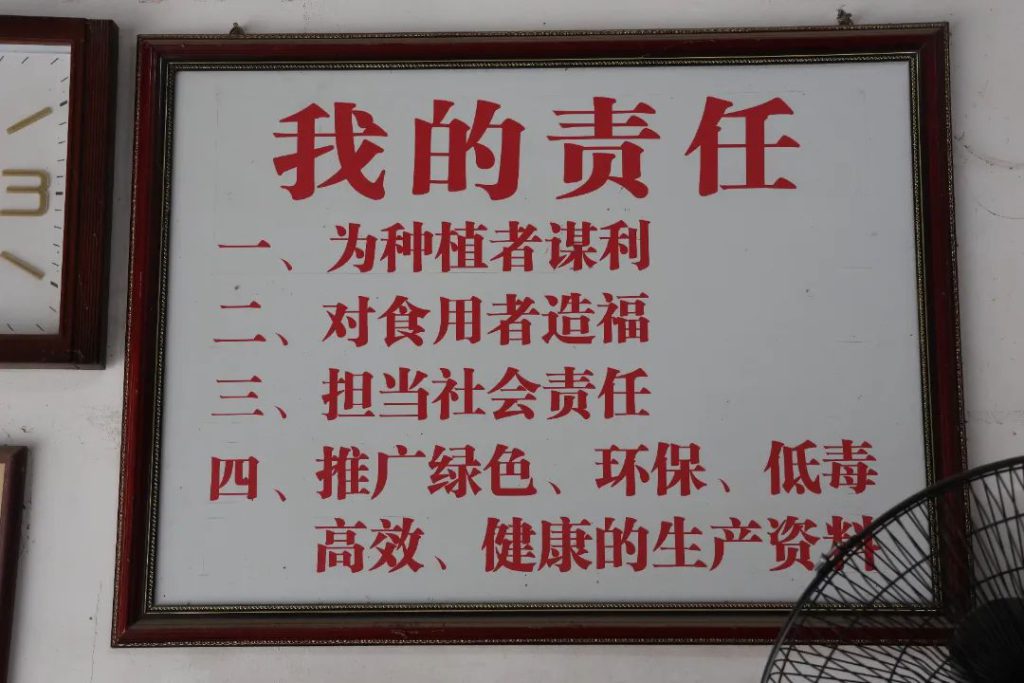 我的责任
一、为种植者谋利
二、对食用者造福
三、担当社会责任
四、推广绿色、环保、低毒
高效、健康的生产资料
3